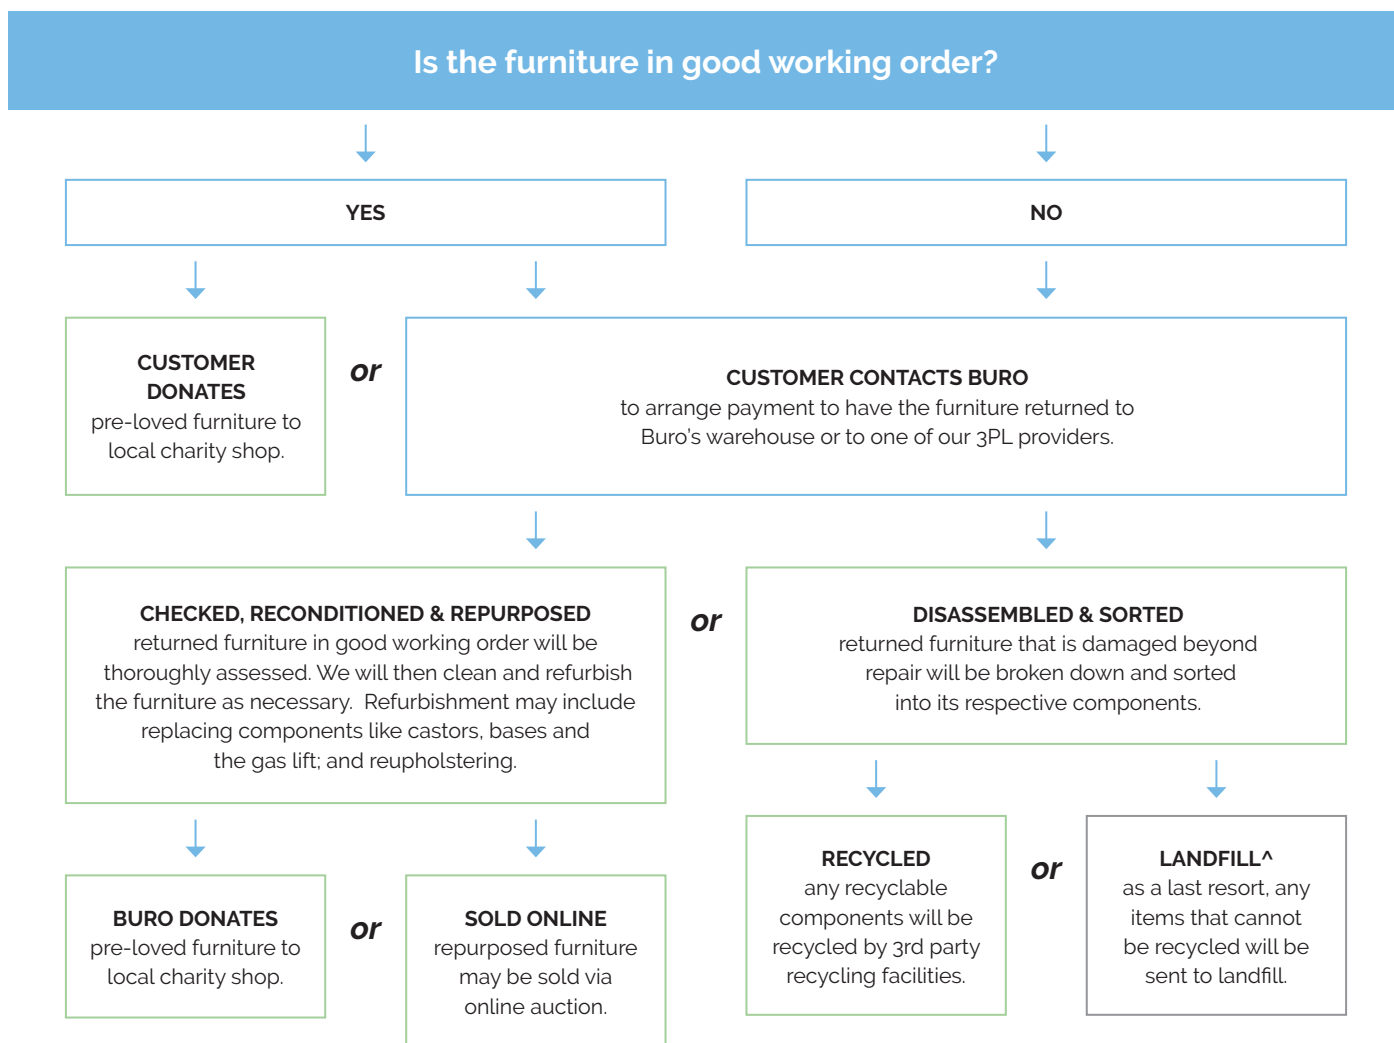 Is the furniture in good working order?
YES
NO
CUSTOMER
DONATES
pre-loved furniture to
local charity shop.
or
CUSTOMER CONTACTS BURO
to arrange payment to have the furniture returned to
Buro's warehouse or to one of our 3PL providers.
CHECKED, RECONDITIONED & REPURPOSED
returned furniture in good working order will be
thoroughly assessed. We will then clean and refurbish
the furniture as necessary.  Refurbishment may include
replacing components like castors, bases and
the gas lift; and reupholstering.
or
DISASSEMBLED & SORTED
returned furniture that is damaged beyond
repair will be broken down and sorted
into its respective components.
BURO DONATES
pre-loved furniture to
local charity shop.
or
SOLD ONLINE
repurposed furniture
may be sold via
online auction.
RECYCLED
any recyclable
components will be
recycled by 3rd party
recycling facilities.
or
LANDFILL^
as a last resort, any
items that cannot
be recycled will be
sent to landfill.